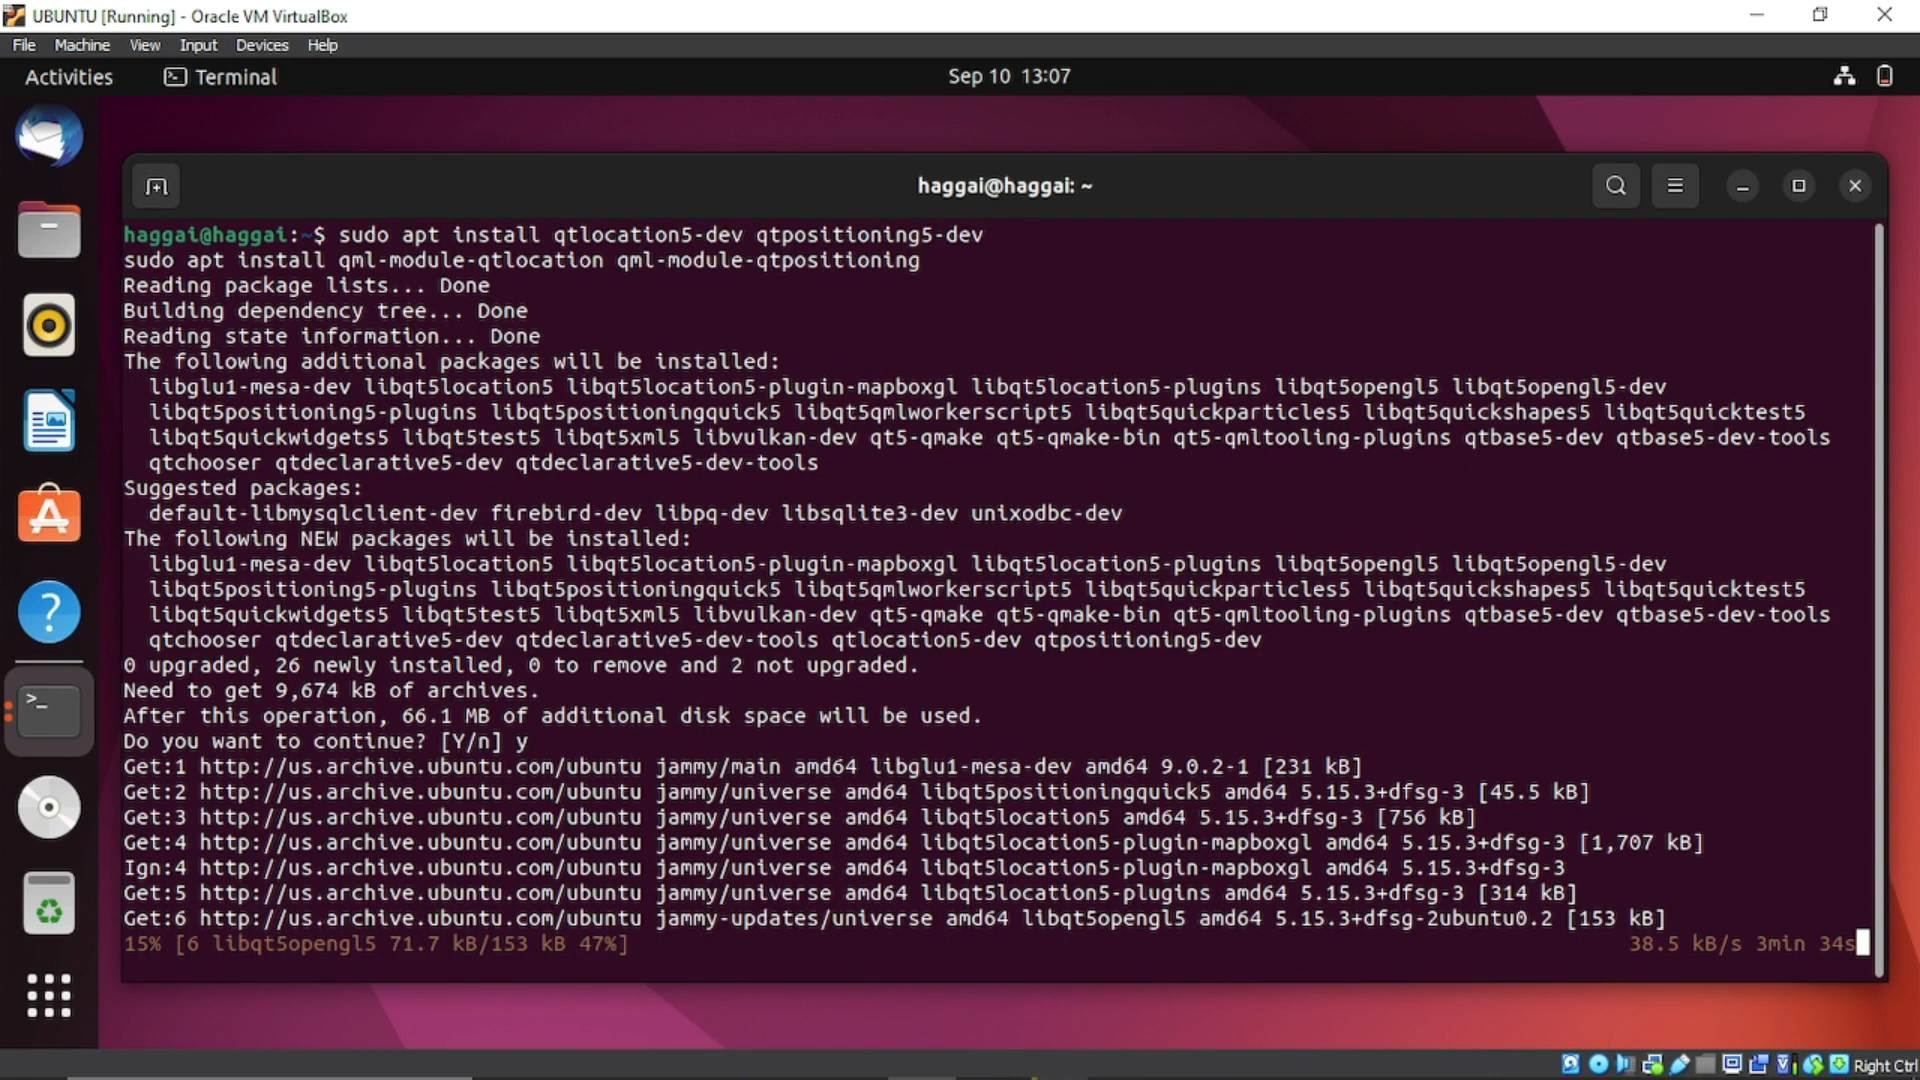 UBUNTU [Running] - Oracle VM VirtualBox
File Machine View Input Devices Help
Activities Terminal Sep 10 13:07
haggai@haggai: ~
haggai@haggai:~$ sudo apt install qtlocation5-dev qtpositioning5-dev
sudo apt install qml-module-qtlocation qml-module-qtpositioning
Reading package lists... Done
Building dependency tree... Done
Reading state information... Done
The following additional packages will be installed:
libglu1-mesa-dev libqt5location5 libqt5location5-plugin-mapboxgl libqt5location5-plugins libqt5opengl5 libqt5opengl5-dev
libqt5positioning5-plugins libqt5positioningquick5 libqt5qmlworkerscript5 libqt5quickparticles5 libqt5quickshapes5 libqt5quicktest5
libqt5quickwidgets5 libqt5test5 libqt5xml5 libvulkan-dev qt5-qmake qt5-qmake-bin qt5-qmltooling-plugins qtbase5-dev qtbase5-dev-tools
qtchooser qtdeclarative5-dev qtdeclarative5-dev-tools
Suggested packages:
default-libmysqlclient-dev firebird-dev libpq-dev libsqlite3-dev unixodbc-dev
The following NEW packages will be installed:
libglu1-mesa-dev libqt5location5 libqt5location5-plugin-mapboxgl libqt5location5-plugins libqt5opengl5 libqt5opengl5-dev
libqt5positioning5-plugins libqt5positioningquick5 libqt5qmlworkerscript5 libqt5quickparticles5 libqt5quickshapes5 libqt5quicktest5
libqt5quickwidgets5 libqt5test5 libqt5xml5 libvulkan-dev qt5-qmake qt5-qmake-bin qt5-qmltooling-plugins qtbase5-dev qtbase5-dev-tools
qtchooser qtdeclarative5-dev qtdeclarative5-dev-tools qtlocation5-dev qtpositioning5-dev
0 upgraded, 26 newly installed, 0 to remove and 2 not upgraded.
Need to get 9,674 kB of archives.
After this operation, 66.1 MB of additional disk space will be used.
Do you want to continue? [Y/n] y
Get:1 http://us.archive.ubuntu.com/ubuntu jammy/main amd64 libglu1-mesa-dev amd64 9.0.2-1 [231 kB]
Get:2 http://us.archive.ubuntu.com/ubuntu jammy/universe amd64 libqt5positioningquick5 amd64 5.15.3+dfsg-3 [45.5 kB]
Get:3 http://us.archive.ubuntu.com/ubuntu jammy/universe amd64 libqt5location5 amd64 5.15.3+dfsg-3 [756 kB]
Get:4 http://us.archive.ubuntu.com/ubuntu jammy/universe amd64 libqt5location5-plugin-mapboxgl amd64 5.15.3+dfsg-3 [1,707 kB]
Ign:4 http://us.archive.ubuntu.com/ubuntu jammy/universe amd64 libqt5location5-plugin-mapboxgl amd64 5.15.3+dfsg-3
Get:5 http://us.archive.ubuntu.com/ubuntu jammy/universe amd64 libqt5location5-plugins amd64 5.15.3+dfsg-3 [314 kB]
Get:6 http://us.archive.ubuntu.com/ubuntu jammy-updates/universe amd64 libqt5opengl5 amd64 5.15.3+dfsg-2ubuntu0.2 [153 kB]
15% [6 libqt5opengl5 71.7 kB/153 kB 47%] 38.5 kB/s 3min 34s
Right Ctrl